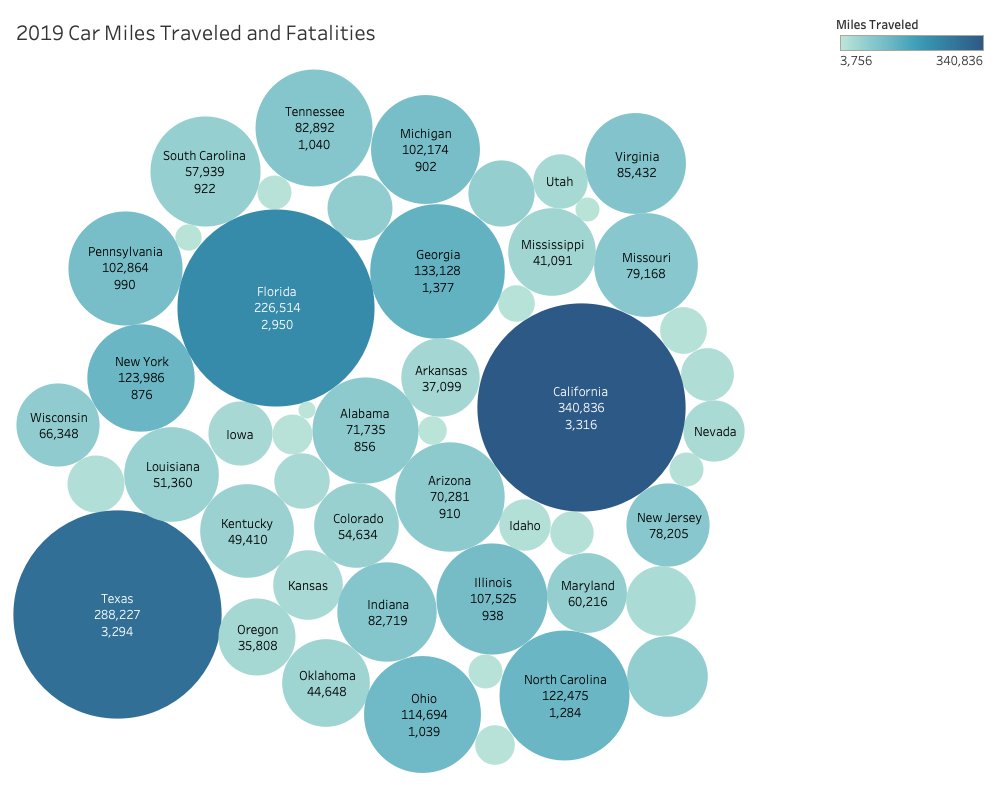 2019 Car Miles Traveled and Fatalities
Miles Traveled
3,756 340,836
Tennessee
82,892
1,040
Michigan
102,174
902
South Carolina
57,939
922
Utah
Virginia
85,432
Pennsylvania
102,864
990
Florida
226,514
2,950
Georgia
133,128
1,377
Mississippi
41,091
Missouri
79,168
New York
123,986
876
Arkansas
37,099
California
340,836
3,316
Wisconsin
66,348
Iowa
Alabama
71,735
856
Nevada
Louisiana
51,360
Arizona
70,281
910
Kentucky
49,410
Colorado
54,634
Idaho
New Jersey
78,205
Texas
288,227
3,294
Kansas
Indiana
82,719
Illinois
107,525
938
Maryland
60,216
Oregon
35,808
Oklahoma
44,648
Ohio
114,694
1,039
North Carolina
122,475
1,284